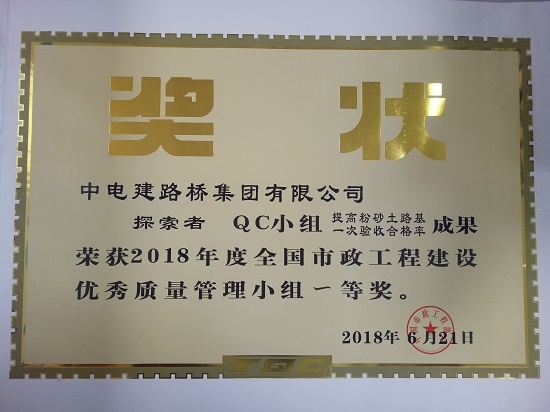 奖状
中电建路桥集团有限公司
探索者 QC小组 提高粉砂土路基一次验收合格率 成果
荣获2018年度全国市政工程建设
优秀质量管理小组一等奖。
2018年6月21日
TQC